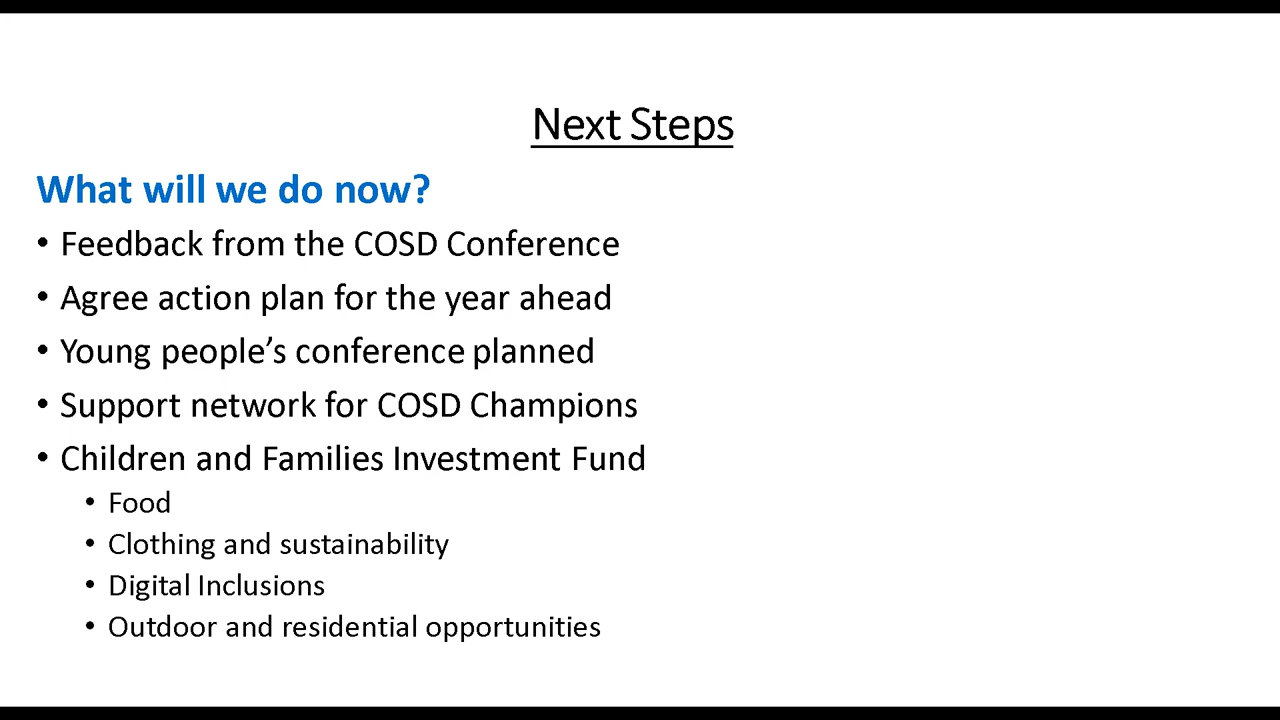 Next Steps
What will we do now?
• Feedback from the COSD Conference
• Agree action plan for the year ahead
• Young people’s conference planned
• Support network for COSD Champions
• Children and Families Investment Fund
• Food
• Clothing and sustainability
• Digital Inclusions
• Outdoor and residential opportunities